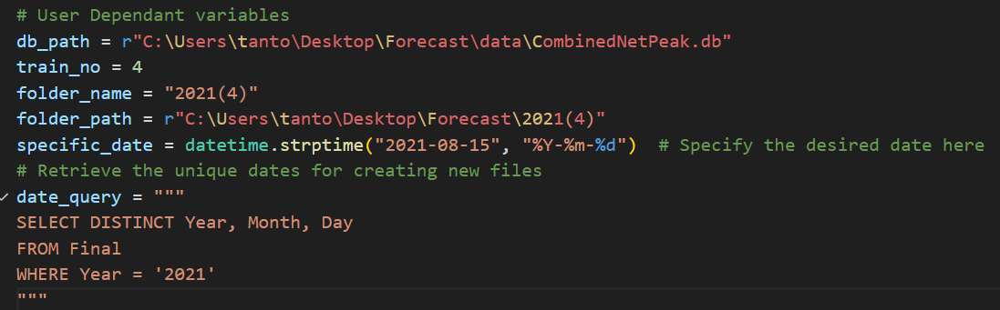 # User Dependant variables
db_path = r"C:\Users\tanto\Desktop\Forecast\data\CombinedNetPeak.db"
train_no = 4
folder_name = "2021(4)"
folder_path = r"C:\Users\tanto\Desktop\Forecast\2021(4)"
specific_date = datetime.strptime("2021-08-15", "%Y-%m-%d")  # Specify the desired date here
# Retrieve the unique dates for creating new files
date_query = """
SELECT DISTINCT Year, Month, Day
FROM Final
WHERE Year = '2021'
"""